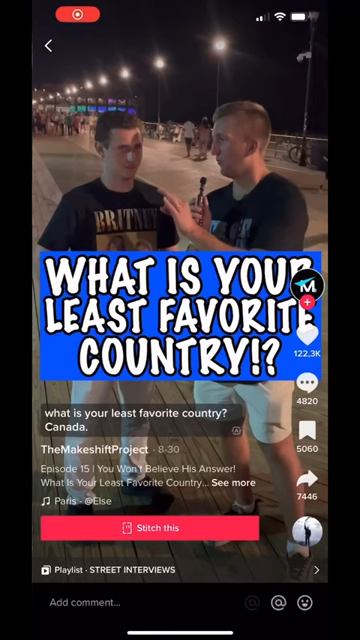 BRITNEY
WHAT IS YOUR
LEAST FAVORITE
COUNTRY!?
M
122,3K
4820
what is your least favorite country?
Canada.
5060
TheMakeshiftProject · 8-30
Episode 15 | You Won't Believe His Answer!
What Is Your Least Favorite Country... See more
7446
Paris - @Else
Stitch this
Playlist · STREET INTERVIEWS
Add comment...